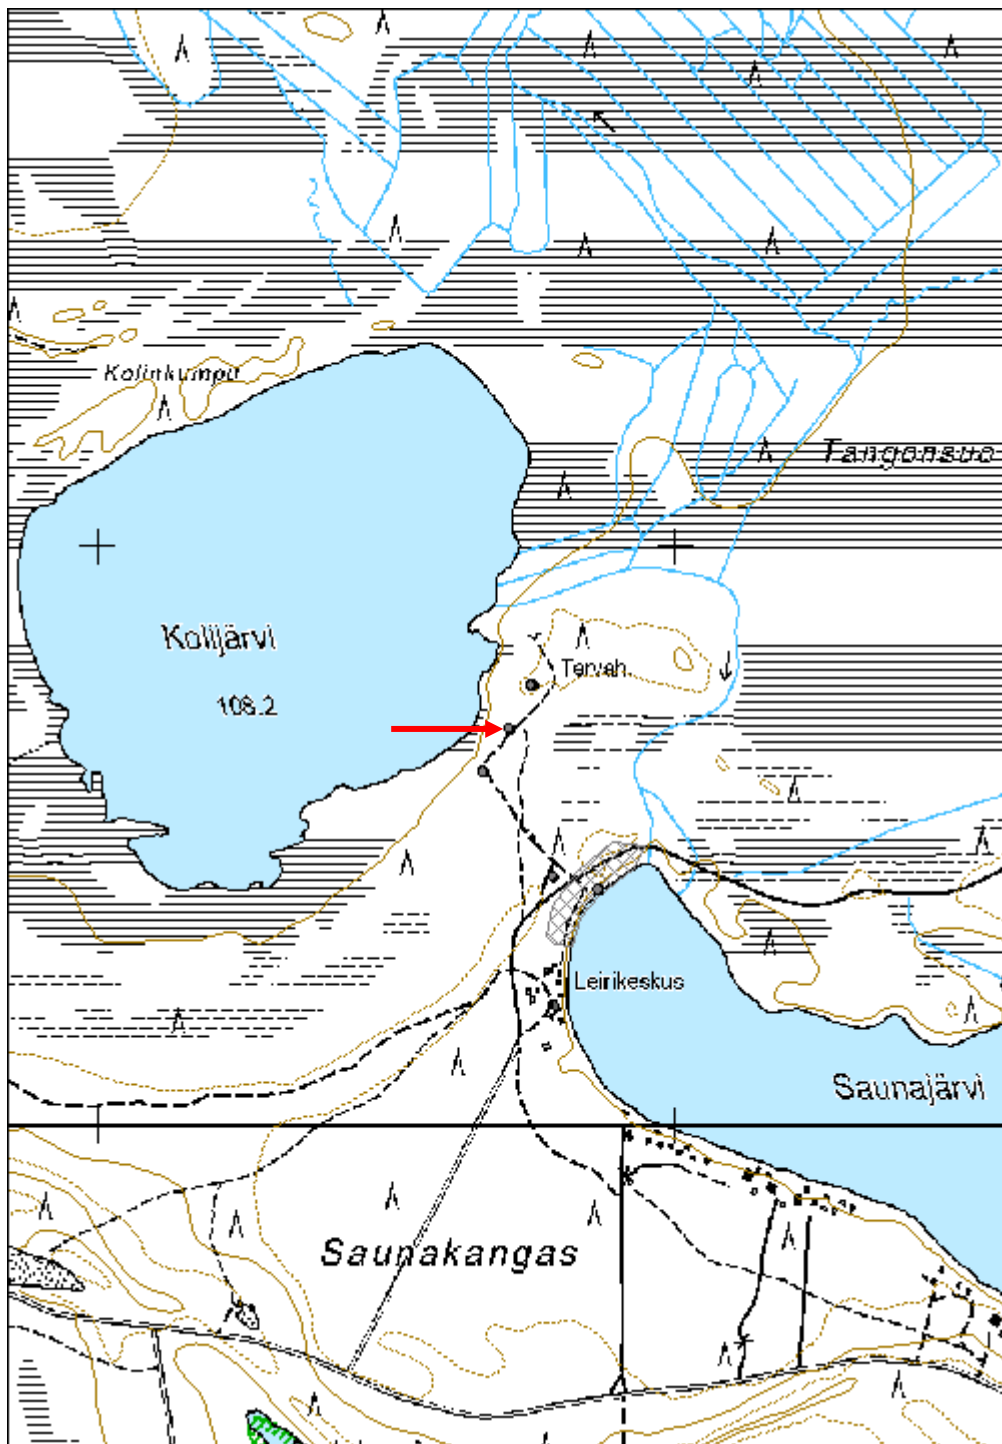 Kolinkumpu
Tangonsuo
Kolijärvi
108.2
Tervah.
Leirikeskus
Saunajärvi
Saunakangas